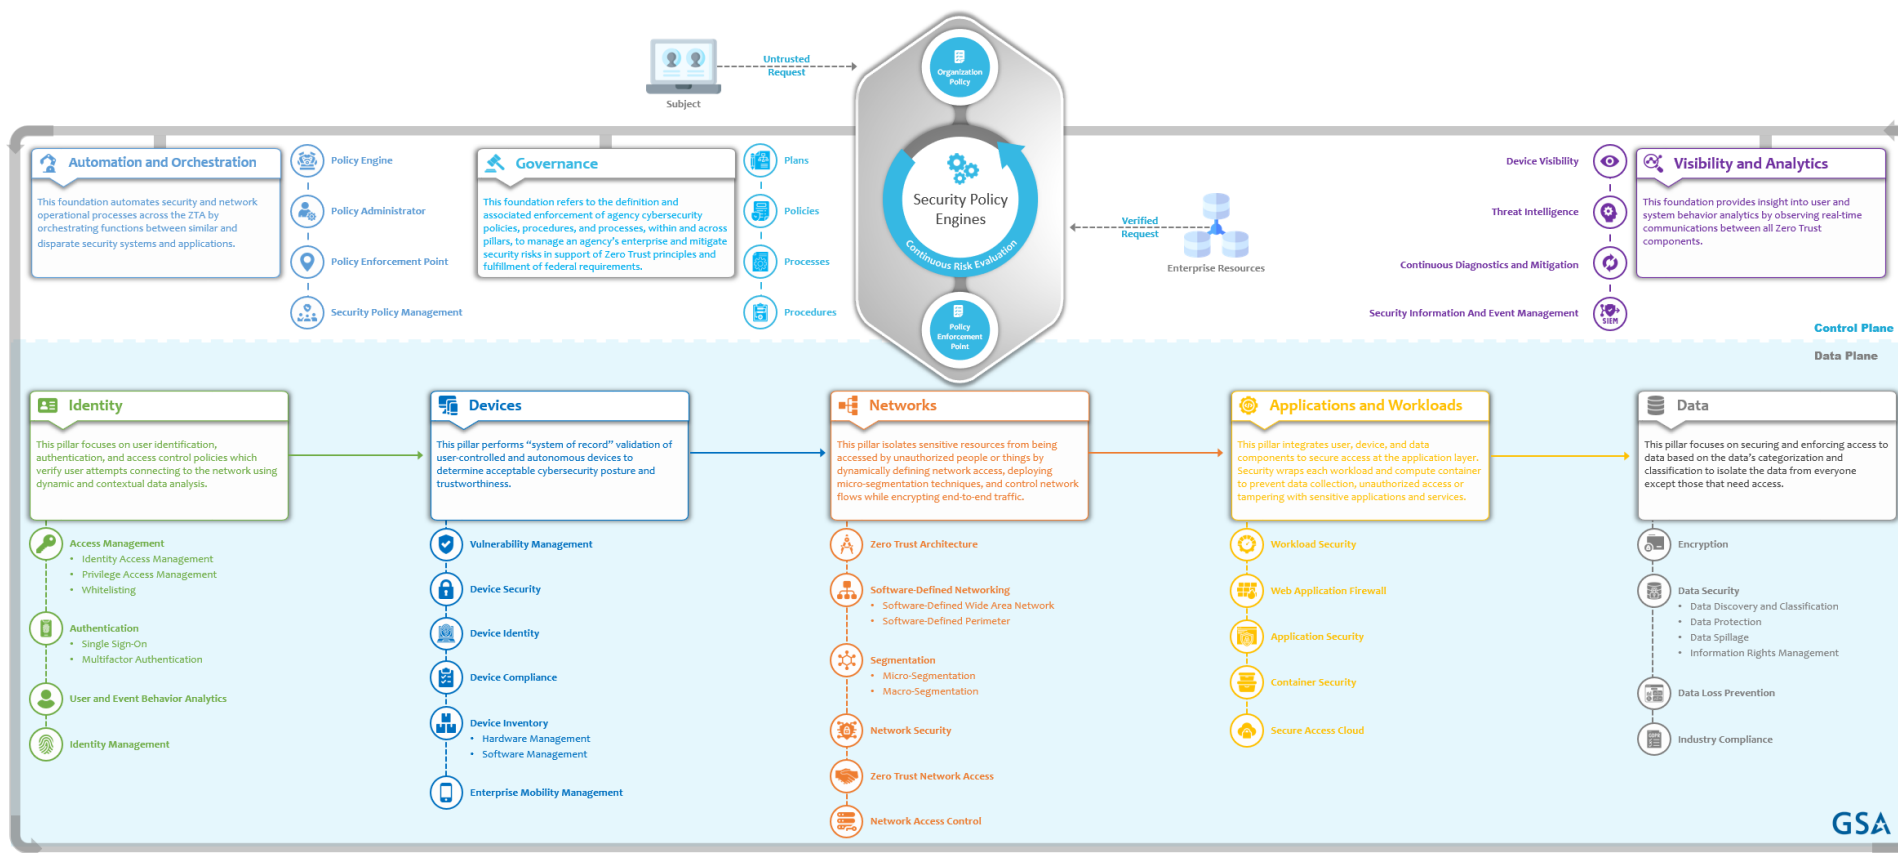 Subject
Untrusted
Request
Organization
Policy
Security Policy
Engines
Continuous Risk Evaluation
Policy
Enforcement
Point
Verified
Request
Enterprise Resources
Automation and Orchestration
This foundation automates security and network
operational processes across the ZTA by
orchestrating functions between similar and
disparate security systems and applications.
Policy Engine
Policy Administrator
Policy Enforcement Point
Security Policy Management
Governance
This foundation refers to the definition and
associated enforcement of agency cybersecurity
policies, procedures, and processes, within and across
pillars, to manage an agency's enterprise and mitigate
security risks in support of Zero Trust principles and
fulfillment of federal requirements.
Plans
Policies
Processes
Procedures
Device Visibility
Threat Intelligence
Continuous Diagnostics and Mitigation
Security Information And Event Management
SIEM
Visibility and Analytics
This foundation provides insight into user and
system behavior analytics by observing real-time
communications between all Zero Trust
components.
Control Plane
Data Plane
Identity
This pillar focuses on user identification,
authentication, and access control policies which
verify user attempts connecting to the network using
dynamic and contextual data analysis.
Access Management
• Identity Access Management
• Privilege Access Management
• Whitelisting
Authentication
• Single Sign-On
• Multifactor Authentication
User and Event Behavior Analytics
Identity Management
Devices
This pillar performs “system of record” validation of
user-controlled and autonomous devices to
determine acceptable cybersecurity posture and
trustworthiness.
Vulnerability Management
Device Security
Device Identity
Device Compliance
Device Inventory
• Hardware Management
• Software Management
Enterprise Mobility Management
Networks
This pillar isolates sensitive resources from being
accessed by unauthorized people or things by
dynamically defining network access, deploying
micro-segmentation techniques, and control network
flows while encrypting end-to-end traffic.
Zero Trust Architecture
Software-Defined Networking
• Software-Defined Wide Area Network
• Software-Defined Perimeter
Segmentation
• Micro-Segmentation
• Macro-Segmentation
Network Security
Zero Trust Network Access
Network Access Control
Applications and Workloads
This pillar integrates user, device, and data
components to secure access at the application layer.
Security wraps each workload and compute container
to prevent data collection, unauthorized access or
tampering with sensitive applications and services.
Workload Security
Web Application Firewall
Application Security
Container Security
Secure Access Cloud
Data
This pillar focuses on securing and enforcing access to
data based on the data's categorization and
classification to isolate the data from everyone
except those that need access.
Encryption
Data Security
• Data Discovery and Classification
• Data Protection
• Data Spillage
• Information Rights Management
Data Loss Prevention
Industry Compliance
GSA